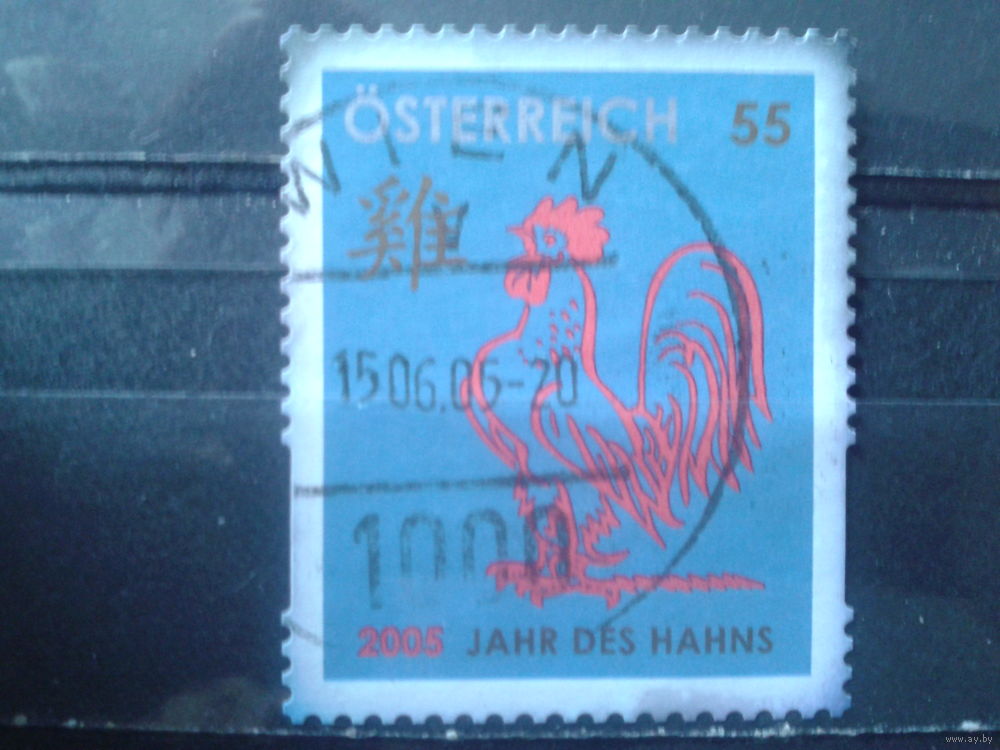 ÖSTERREICH 55
WIEN
雞
15.06.05-20
1000
2005 JAHR DES HAHNS
www.ay.by